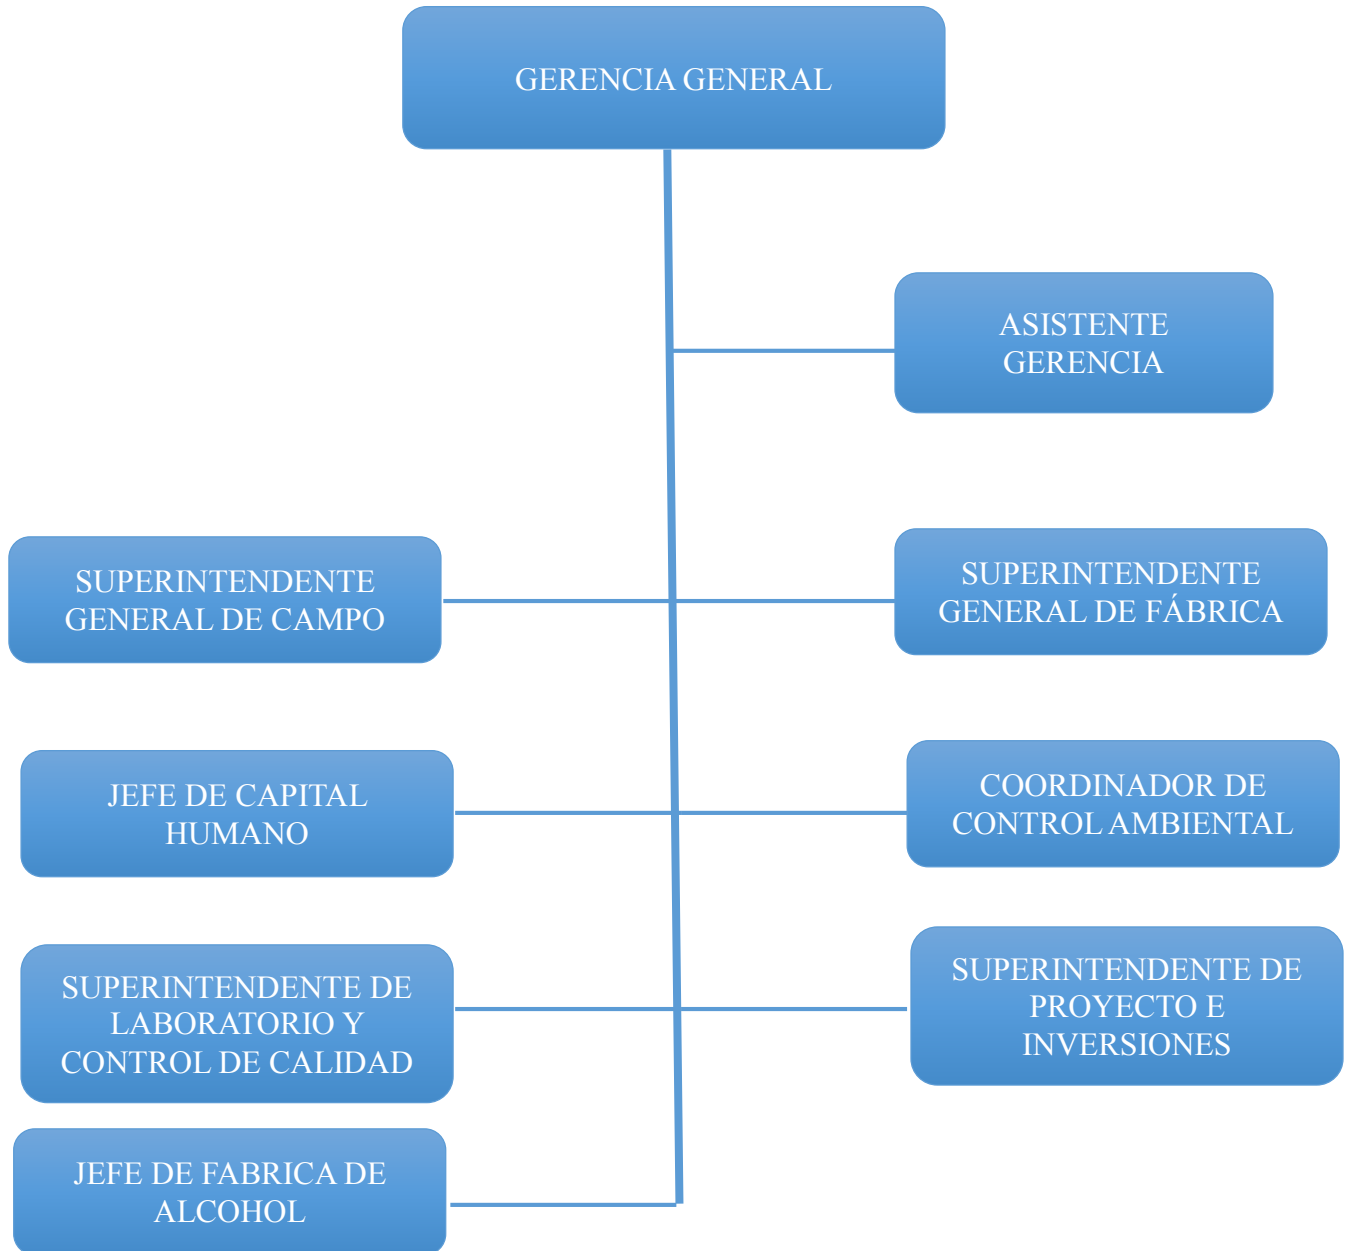 GERENCIA GENERAL
ASISTENTE
GERENCIA
SUPERINTENDENTE
GENERAL DE CAMPO
SUPERINTENDENTE
GENERAL DE FÁBRICA
JEFE DE CAPITAL
HUMANO
COORDINADOR DE
CONTROL AMBIENTAL
SUPERINTENDENTE DE
LABORATORIO Y
CONTROL DE CALIDAD
SUPERINTENDENTE DE
PROYECTO E
INVERSIONES
JEFE DE FABRICA DE
ALCOHOL